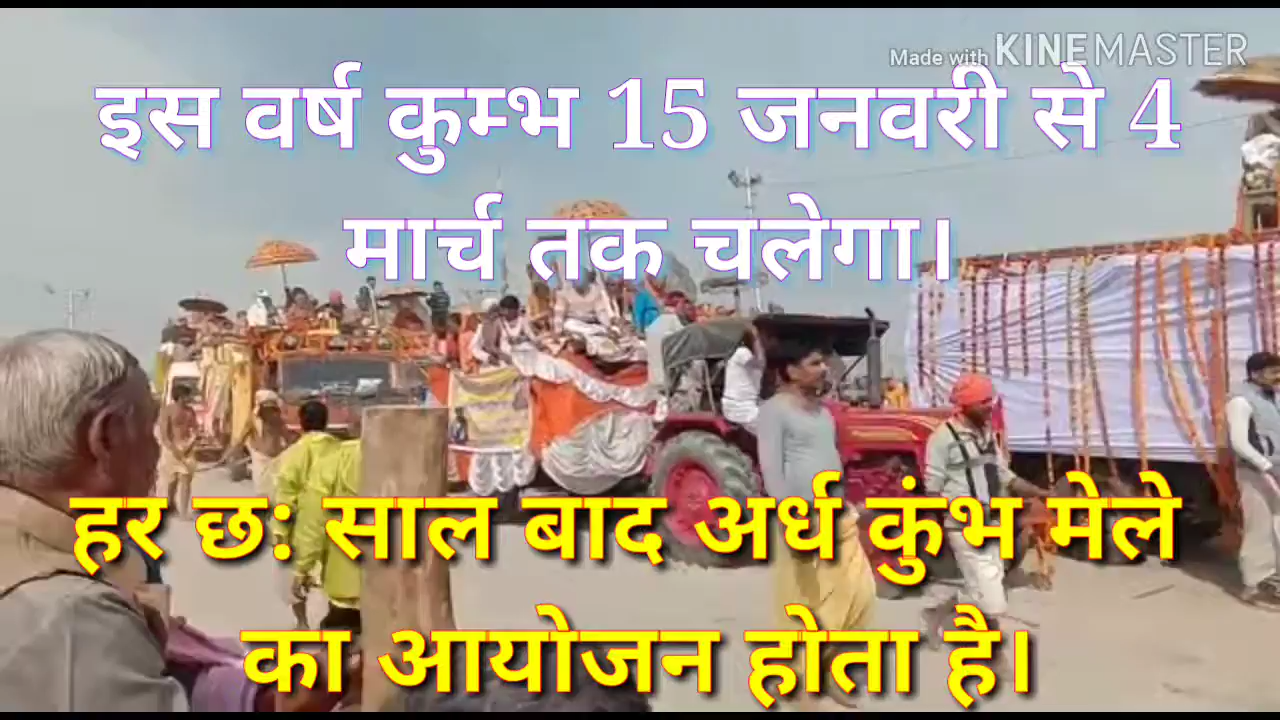 Made with KINEMASTER
इस वर्ष कुम्भ 15 जनवरी से 4
मार्च तक चलेगा।
हर छ: साल बाद अर्ध कुंभ मेले
का आयोजन होता है।